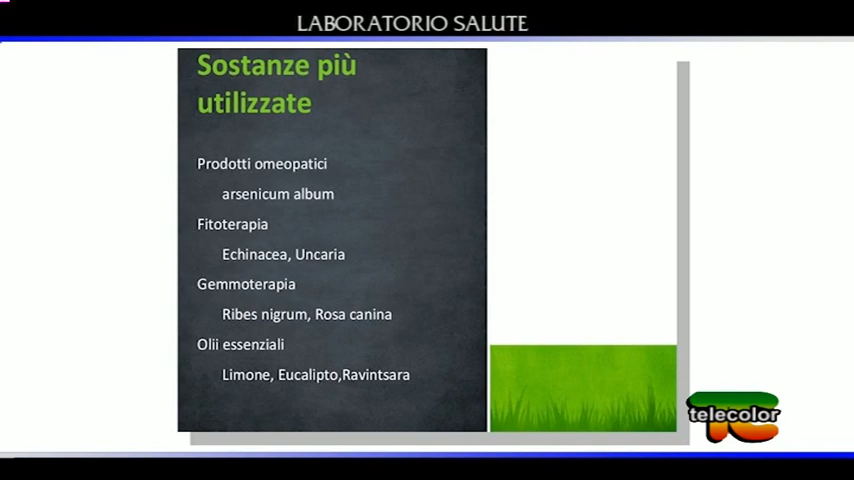 LABORATORIO SALUTE
Sostanze più
utilizzate
Prodotti omeopatici
arsenicum album
Fitoterapia
Echinacea, Uncaria
Gemmoterapia
Ribes nigrum, Rosa canina
Olii essenziali
Limone, Eucalipto,Ravintsara
telecolor